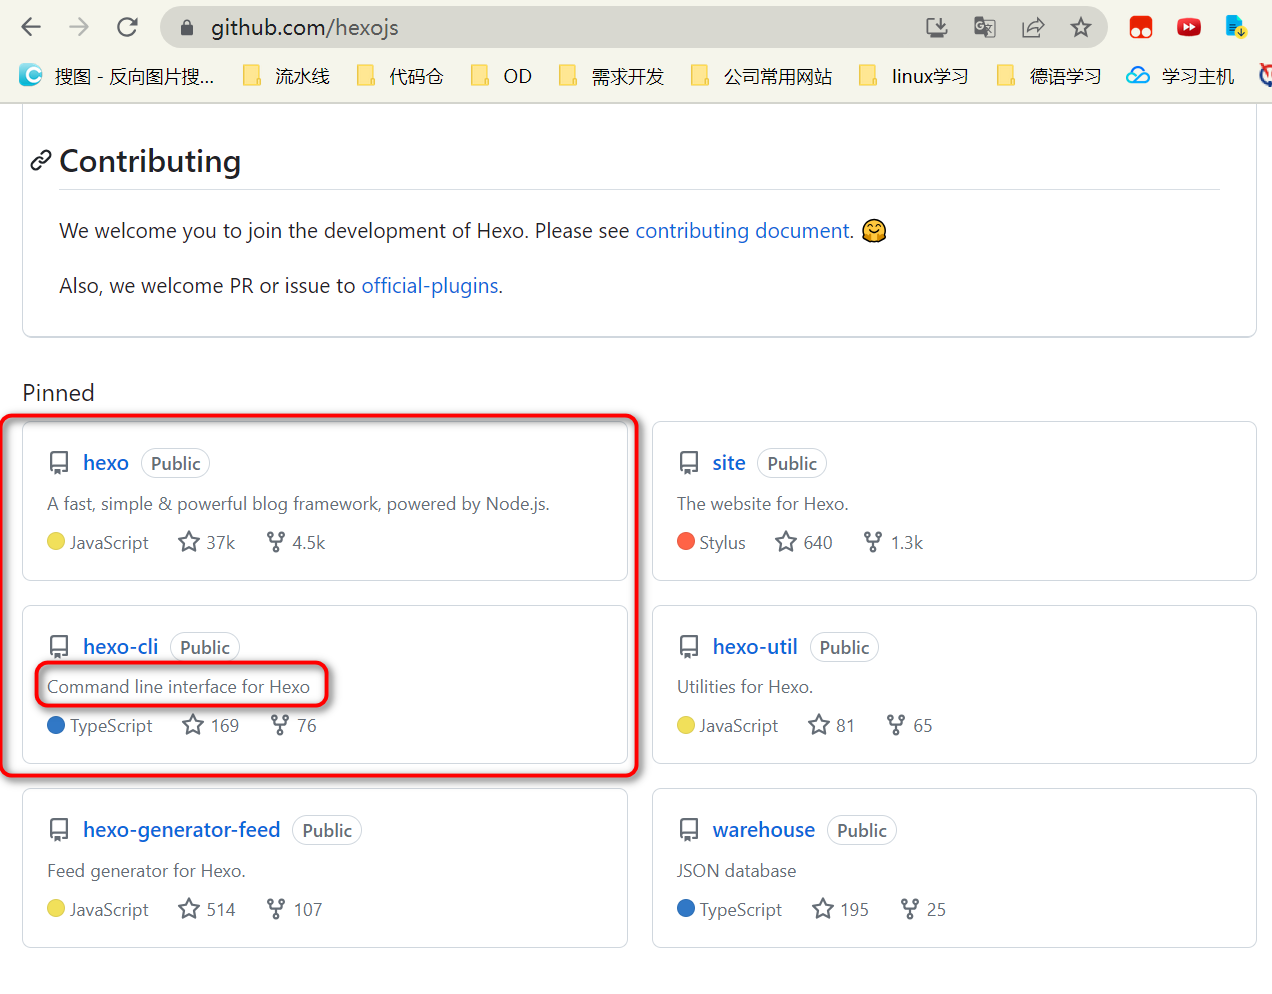 github.com/hexojs
搜图 - 反向图片搜... 流水线 代码仓 OD 需求开发 公司常用网站 linux学习 德语学习 学习主机
Contributing
We welcome you to join the development of Hexo. Please see contributing document. 🤗
Also, we welcome PR or issue to official-plugins.
Pinned
hexo Public
A fast, simple & powerful blog framework, powered by Node.js.
JavaScript 37k 4.5k
site Public
The website for Hexo.
Stylus 640 1.3k
hexo-cli Public
Command line interface for Hexo
TypeScript 169 76
hexo-util Public
Utilities for Hexo.
JavaScript 81 65
hexo-generator-feed Public
Feed generator for Hexo.
JavaScript 514 107
warehouse Public
JSON database
TypeScript 195 25